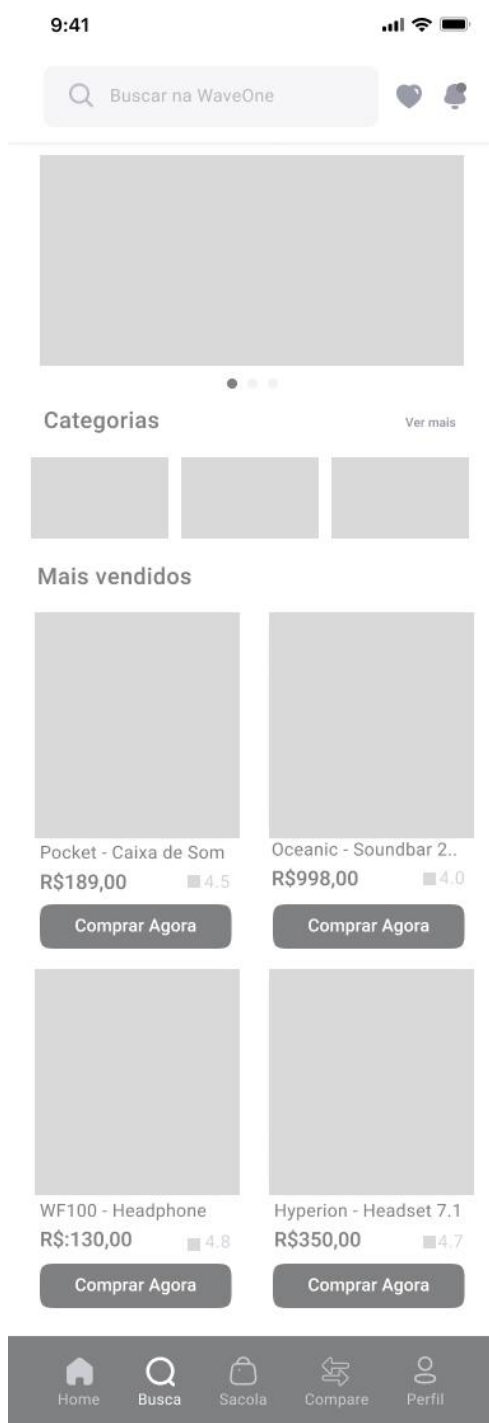 9:41
Buscar na WaveOne
Categorias
Ver mais
Mais vendidos
Pocket - Caixa de Som
Oceanic - Soundbar 2..
R$189,00
4.5
R$998,00
4.0
Comprar Agora
Comprar Agora
WF100 - Headphone
Hyperion - Headset 7.1
R$:130,00
4.8
R$350,00
4.7
Comprar Agora
Comprar Agora
Home
Busca
Sacola
Compare
Perfil